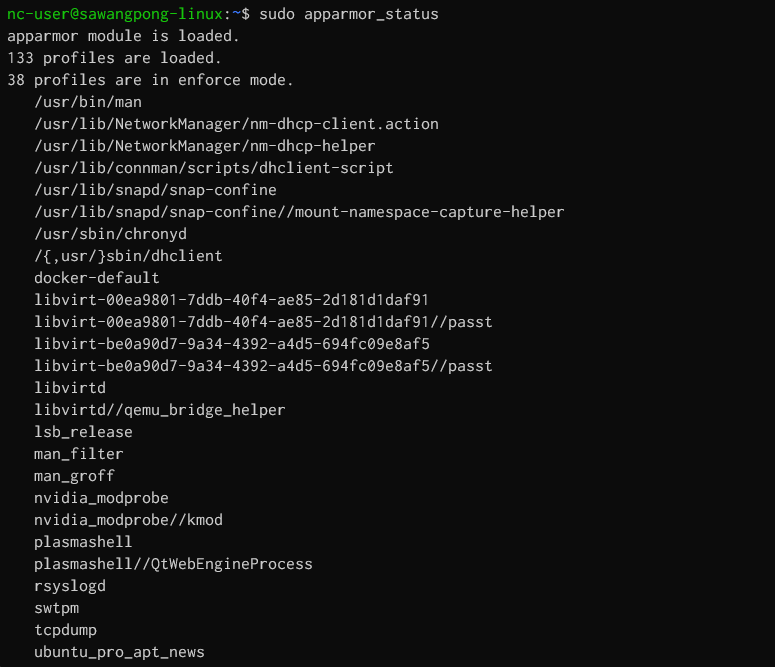 nc-user@sawangpong-linux:~$ sudo apparmor_status
apparmor module is loaded.
133 profiles are loaded.
38 profiles are in enforce mode.
   /usr/bin/man
   /usr/lib/NetworkManager/nm-dhcp-client.action
   /usr/lib/NetworkManager/nm-dhcp-helper
   /usr/lib/connman/scripts/dhclient-script
   /usr/lib/snapd/snap-confine
   /usr/lib/snapd/snap-confine//mount-namespace-capture-helper
   /usr/sbin/chronyd
   /{,usr/}sbin/dhclient
   docker-default
   libvirt-00ea9801-7ddb-40f4-ae85-2d181d1daf91
   libvirt-00ea9801-7ddb-40f4-ae85-2d181d1daf91//passt
   libvirt-be0a90d7-9a34-4392-a4d5-694fc09e8af5
   libvirt-be0a90d7-9a34-4392-a4d5-694fc09e8af5//passt
   libvirtd
   libvirtd//qemu_bridge_helper
   lsb_release
   man_filter
   man_groff
   nvidia_modprobe
   nvidia_modprobe//kmod
   plasmashell
   plasmashell//QtWebEngineProcess
   rsyslogd
   swtpm
   tcpdump
   ubuntu_pro_apt_news